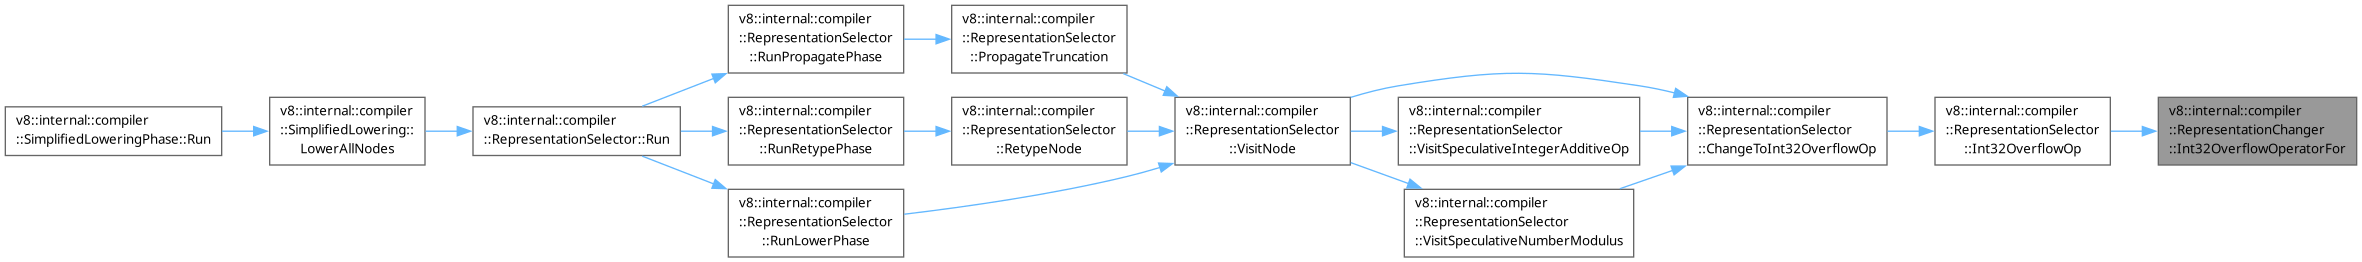 v8::internal::compiler
::SimplifiedLoweringPhase::Run
v8::internal::compiler
::SimplifiedLowering::
LowerAllNodes
v8::internal::compiler
::RepresentationSelector::Run
v8::internal::compiler
::RepresentationSelector
::RunPropagatePhase
v8::internal::compiler
::RepresentationSelector
::RunRetypePhase
v8::internal::compiler
::RepresentationSelector
::RunLowerPhase
v8::internal::compiler
::RepresentationSelector
::PropagateTruncation
v8::internal::compiler
::RepresentationSelector
::RetypeNode
v8::internal::compiler
::RepresentationSelector
::VisitNode
v8::internal::compiler
::RepresentationSelector
::VisitSpeculativeIntegerAdditiveOp
v8::internal::compiler
::RepresentationSelector
::VisitSpeculativeNumberModulus
v8::internal::compiler
::RepresentationSelector
::ChangeToInt32OverflowOp
v8::internal::compiler
::RepresentationSelector
::Int32OverflowOp
v8::internal::compiler
::RepresentationChanger
::Int32OverflowOperatorFor